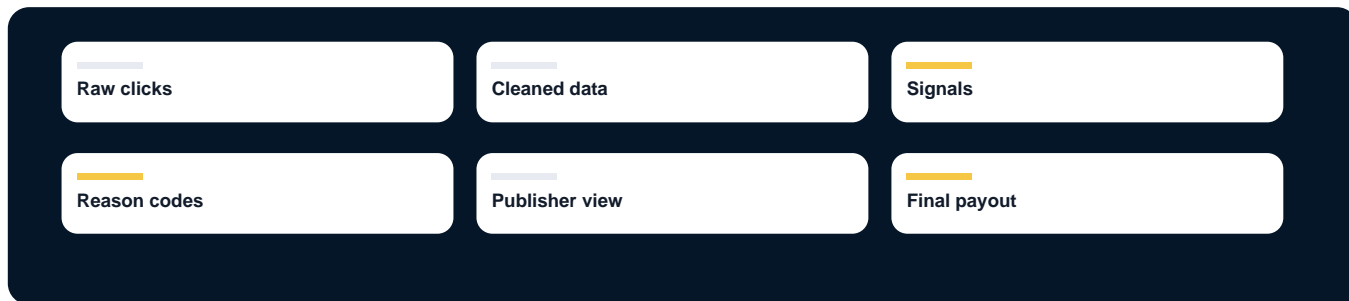 Raw clicks
Cleaned data
Signals
Reason codes
Publisher view
Final payout